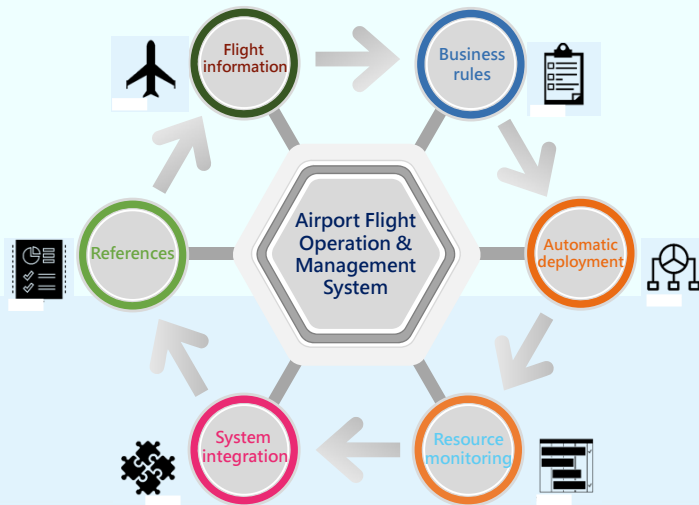 Flight
information
Business
rules
References
Airport Flight
Operation &
Management
System
Automatic
deployment
System
integration
Resource
monitoring